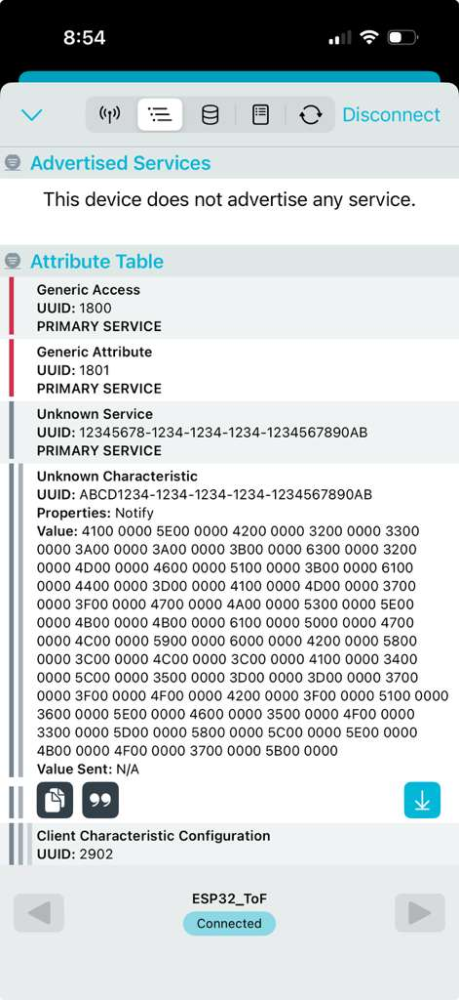 8:54
Disconnect
Advertised Services
This device does not advertise any service.
Attribute Table
Generic Access
UUID: 1800
PRIMARY SERVICE
Generic Attribute
UUID: 1801
PRIMARY SERVICE
Unknown Service
UUID: 12345678-1234-1234-1234-1234567890AB
PRIMARY SERVICE
Unknown Characteristic
UUID: ABCD1234-1234-1234-1234-1234567890AB
Properties: Notify
Value: 4100 0000 5E00 0000 4200 0000 3200 0000 3300
0000 3A00 0000 3A00 0000 3B00 0000 6300 0000 3200
0000 4D00 0000 4600 0000 5100 0000 3B00 0000 6100
0000 4400 0000 3D00 0000 4100 0000 4D00 0000 3700
0000 3F00 0000 4700 0000 4A00 0000 5300 0000 5E00
0000 4B00 0000 4B00 0000 6100 0000 5000 0000 4700
0000 4C00 0000 5900 0000 6000 0000 4200 0000 5800
0000 3C00 0000 4C00 0000 3C00 0000 4100 0000 3400
0000 5C00 0000 3500 0000 3D00 0000 3D00 0000 3700
0000 3F00 0000 4F00 0000 4200 0000 3F00 0000 5100 0000
3600 0000 5E00 0000 4600 0000 3500 0000 4F00 0000
3300 0000 5D00 0000 5800 0000 5C00 0000 5E00 0000
4B00 0000 4F00 0000 3700 0000 5B00 0000
Value Sent: N/A
Client Characteristic Configuration
UUID: 2902
ESP32_ToF
Connected